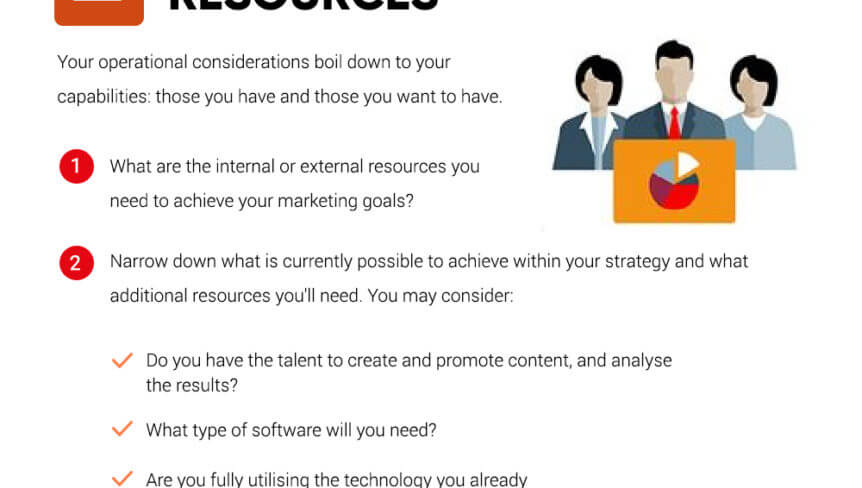 RESOURCES
Your operational considerations boil down to your
capabilities: those you have and those you want to have.
1 What are the internal or external resources you
need to achieve your marketing goals?
2 Narrow down what is currently possible to achieve within your strategy and what
additional resources you'll need. You may consider:
Do you have the talent to create and promote content, and analyse
the results?
What type of software will you need?
Are you fully utilising the technology you already